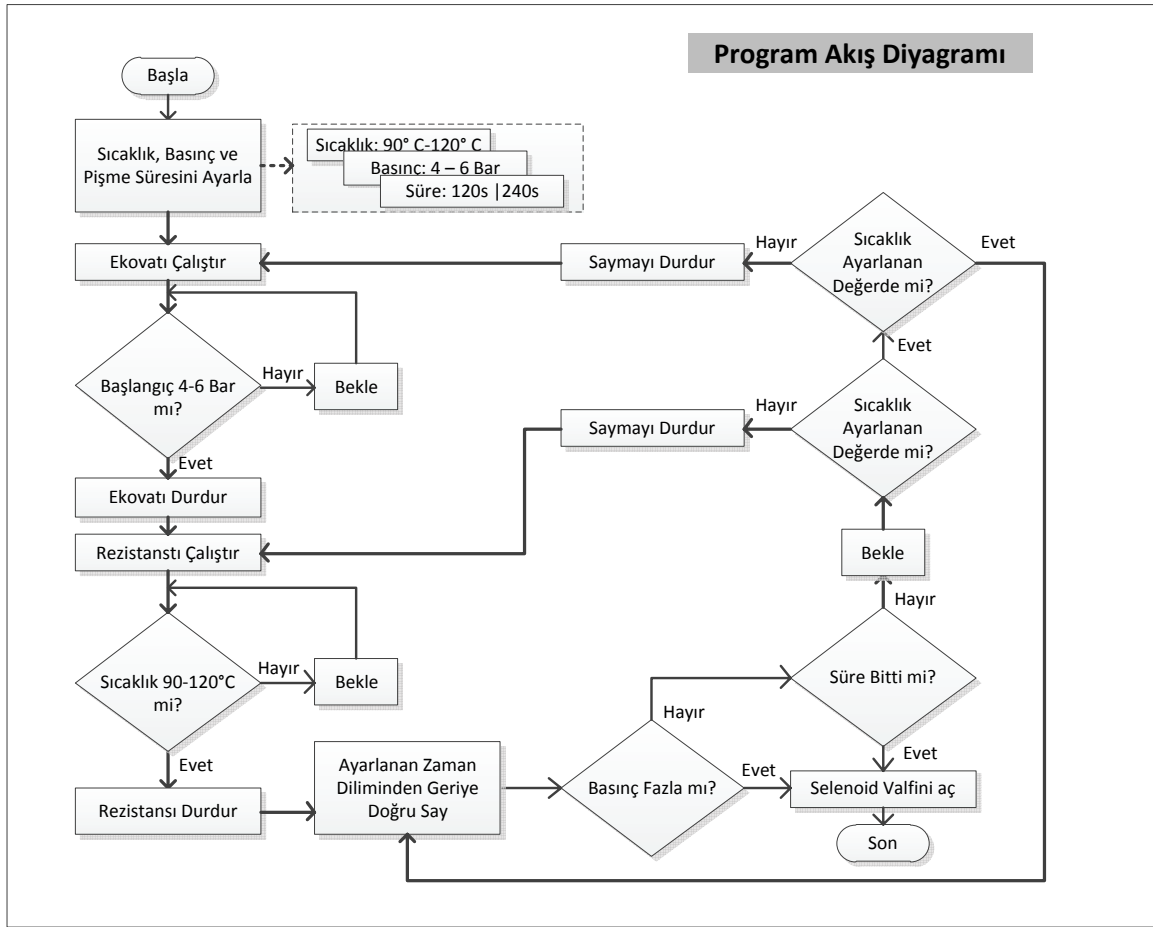 Program Akış Diyagramı
Başla
Sıcaklık, Basınç ve
Pişme Süresini Ayarla
Sıcaklık: 90° C-120° C
Basınç: 4 – 6 Bar
Süre: 120s |240s
Ekovatı Çalıştır
Saymayı Durdur
Hayır
Sıcaklık
Ayarlanan
Değerde mi?
Evet
Evet
Başlangıç 4-6 Bar
mı?
Hayır
Bekle
Evet
Saymayı Durdur
Hayır
Sıcaklık
Ayarlanan
Değerde mi?
Ekovatı Durdur
Rezistanstı Çalıştır
Bekle
Hayır
Sıcaklık 90-120°C
mi?
Hayır
Bekle
Evet
Süre Bitti mi?
Hayır
Evet
Rezistansı Durdur
Ayarlanan Zaman
Diliminden Geriye
Doğru Say
Basınç Fazla mı?
Evet
Selenoid Valfini aç
Son